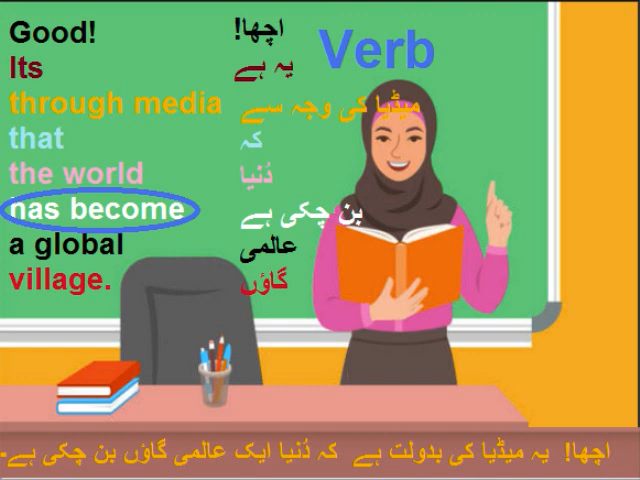 Good! اچھا!
Verb
Its یہ ہے
through media میڈیا کی وجہ سے
that کہ
the world دُنیا
has become بن چکی ہے
a global عالمی
village. گاؤں
اچھا! یہ میڈیا کی بدولت ہے کہ دُنیا ایک عالمی گاؤں بن چکی ہے-